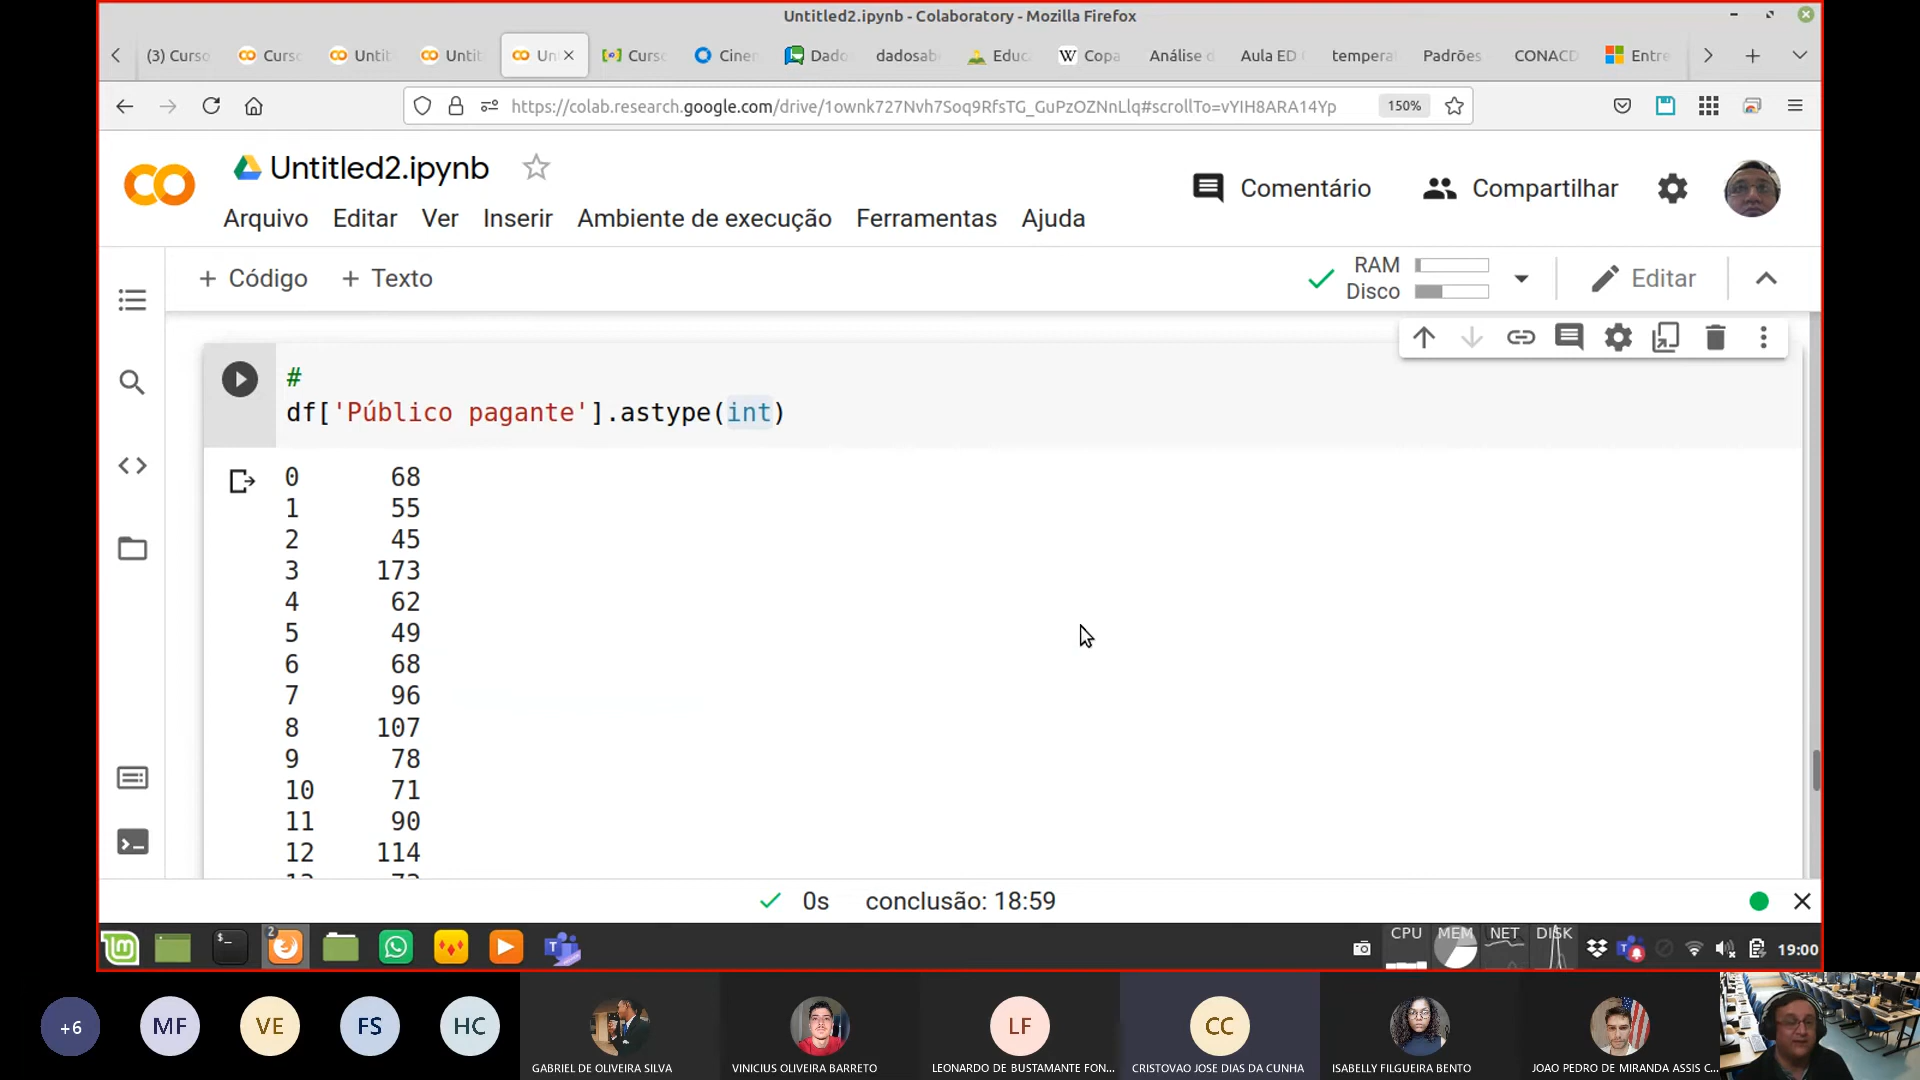 Untitled2.ipynb - Colaboratory - Mozilla Firefox
(3) Curso
Curso
Untit
Untit
Unt
Curso
Cinem
Dado
dadosab
Educ
Copa
Análise d
Aula ED
tempera
Padrões
CONACD
Entre
https://colab.research.google.com/drive/1ownk727Nvh7Soq9RfsTG_GuPzOZNnLlq#scrollTo=vYIH8ARA14Yp
150%
Untitled2.ipynb
Comentário
Compartilhar
Arquivo Editar Ver Inserir Ambiente de execução Ferramentas Ajuda
+ Código + Texto
RAM
Disco
Editar
#
df['Público pagante'].astype(int)
0 68
1 55
2 45
3 173
4 62
5 49
6 68
7 96
8 107
9 78
10 71
11 90
12 114
0s conclusão: 18:59
2
CPU MEM NET DISK
19:00
+6
MF
VE
FS
HC
LF
CC
GABRIEL DE OLIVEIRA SILVA
VINICIUS OLIVEIRA BARRETO
LEONARDO DE BUSTAMANTE FON...
CRISTOVAO JOSE DIAS DA CUNHA
ISABELLY FILGUEIRA BENTO
JOAO PEDRO DE MIRANDA ASSIS C...